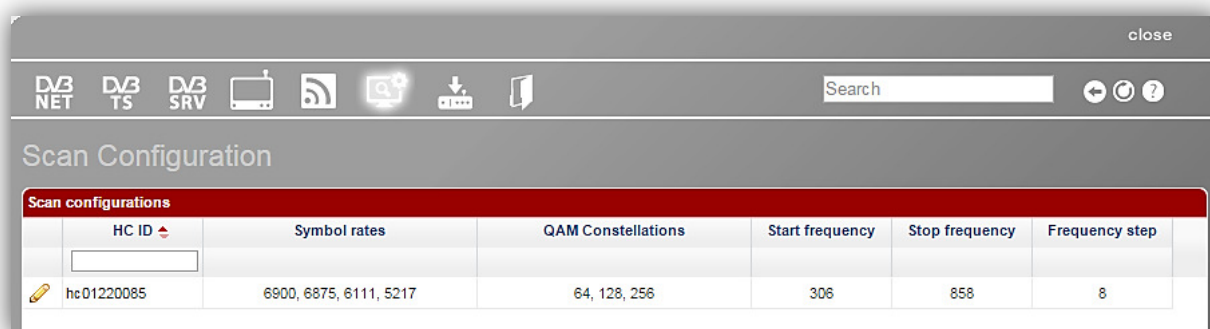 close
DVB NET DVB TS DVB SRV Search ?
Scan Configuration
Scan configurations
HC ID Symbol rates QAM Constellations Start frequency Stop frequency Frequency step
hc01220085 6900, 6875, 6111, 5217 64, 128, 256 306 858 8